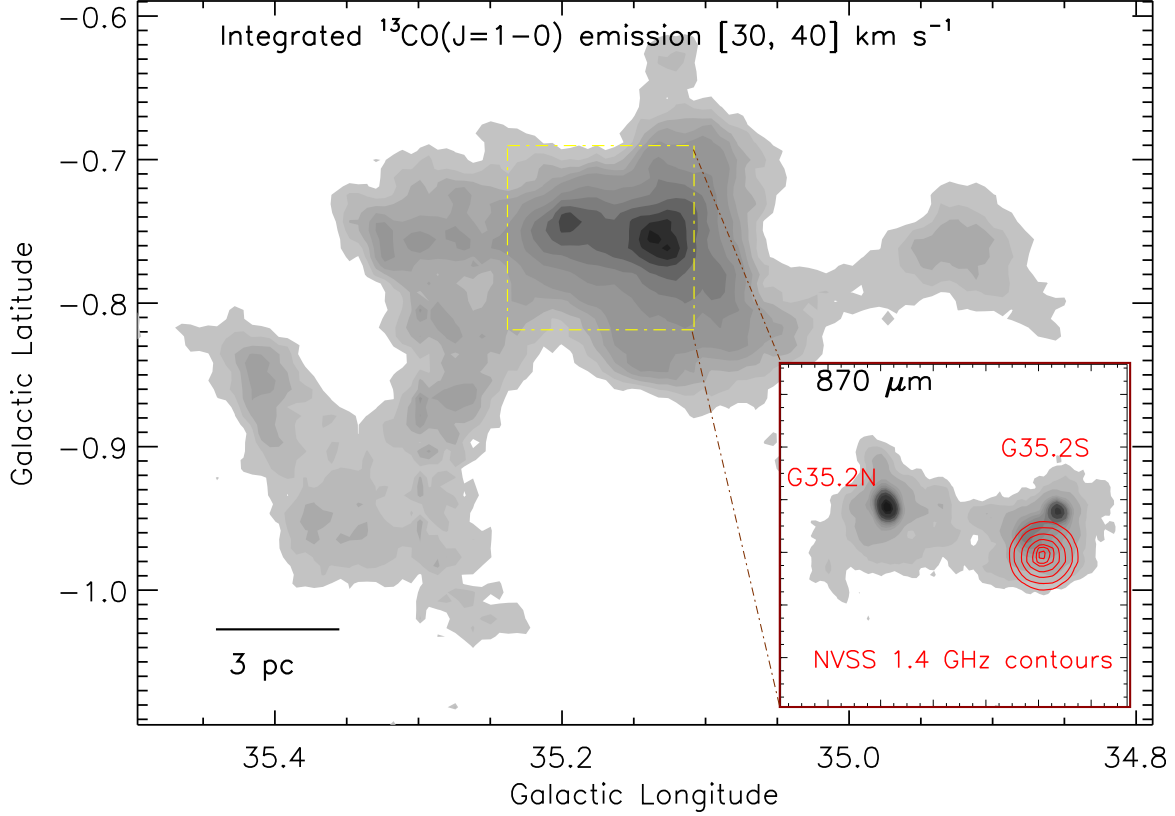 Integrated ¹³CO(J=1−0) emission [30, 40] km s⁻¹
−0.6
−0.7
−0.8
−0.9
−1.0
Galactic Latitude
870 μm
G35.2S
G35.2N
NVSS 1.4 GHz contours
3 pc
35.4
35.2
35.0
34.8
Galactic Longitude